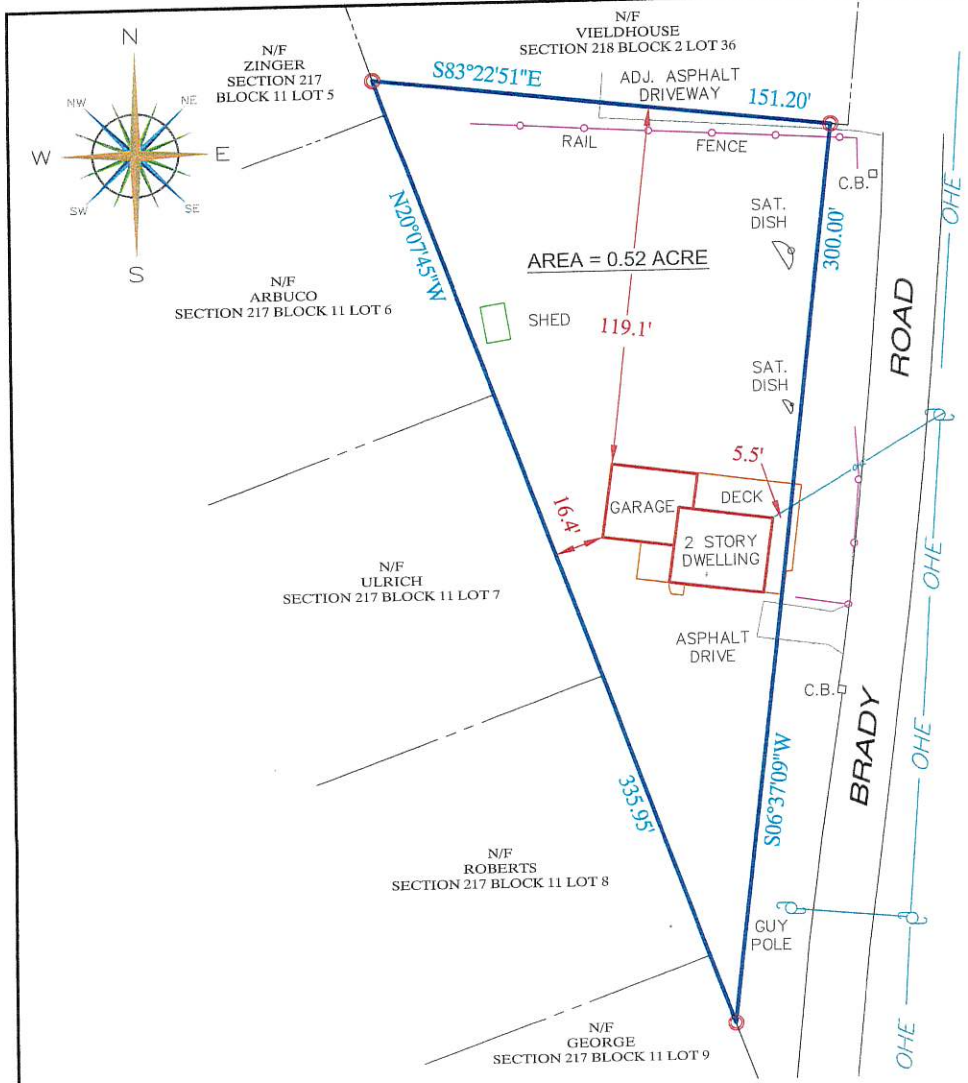 N
NW
NE
W
E
SW
SE
S
N/F
ZINGER
SECTION 217
BLOCK 11 LOT 5
N/F
VIELDHOUSE
SECTION 218 BLOCK 2 LOT 36
S83°22'51"E
ADJ. ASPHALT
DRIVEWAY
151.20'
RAIL
FENCE
C.B.
OHE
N20°07'45"W
SAT.
DISH
300.00'
AREA = 0.52 ACRE
N/F
ARBUCO
SECTION 217 BLOCK 11 LOT 6
SHED
119.1'
ROAD
SAT.
DISH
5.5'
GARAGE
DECK
16.4'
2 STORY
DWELLING
OHE
N/F
ULRICH
SECTION 217 BLOCK 11 LOT 7
ASPHALT
DRIVE
C.B.
BRADY
OHE
S06°37'09"W
335.95'
N/F
ROBERTS
SECTION 217 BLOCK 11 LOT 8
GUY
POLE
N/F
GEORGE
SECTION 217 BLOCK 11 LOT 9
OHE